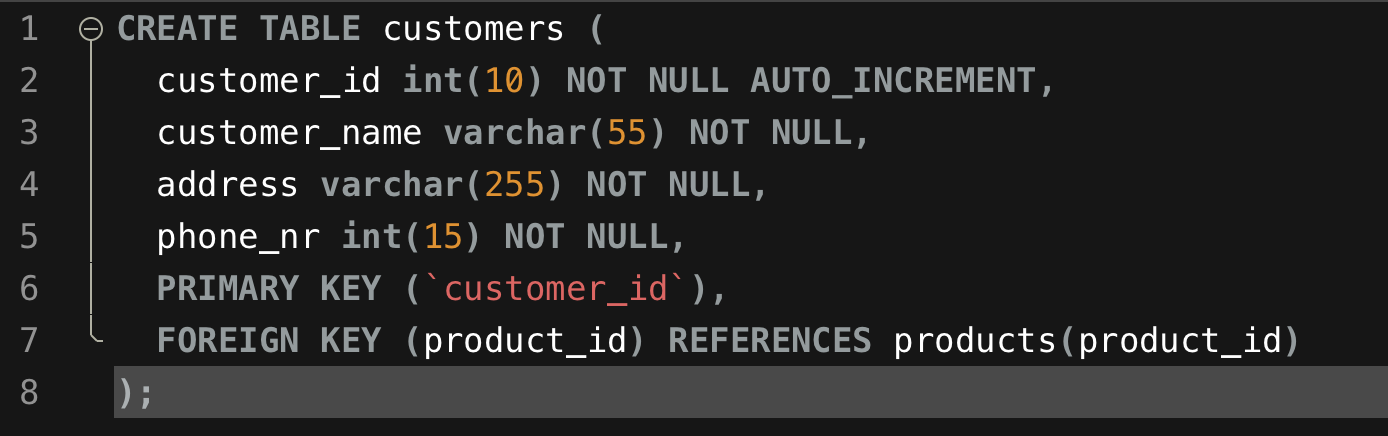 1 CREATE TABLE customers (
2 customer_id int(10) NOT NULL AUTO_INCREMENT,
3 customer_name varchar(55) NOT NULL,
4 address varchar(255) NOT NULL,
5 phone_nr int(15) NOT NULL,
6 PRIMARY KEY (`customer_id`),
7 FOREIGN KEY (product_id) REFERENCES products(product_id)
8 );